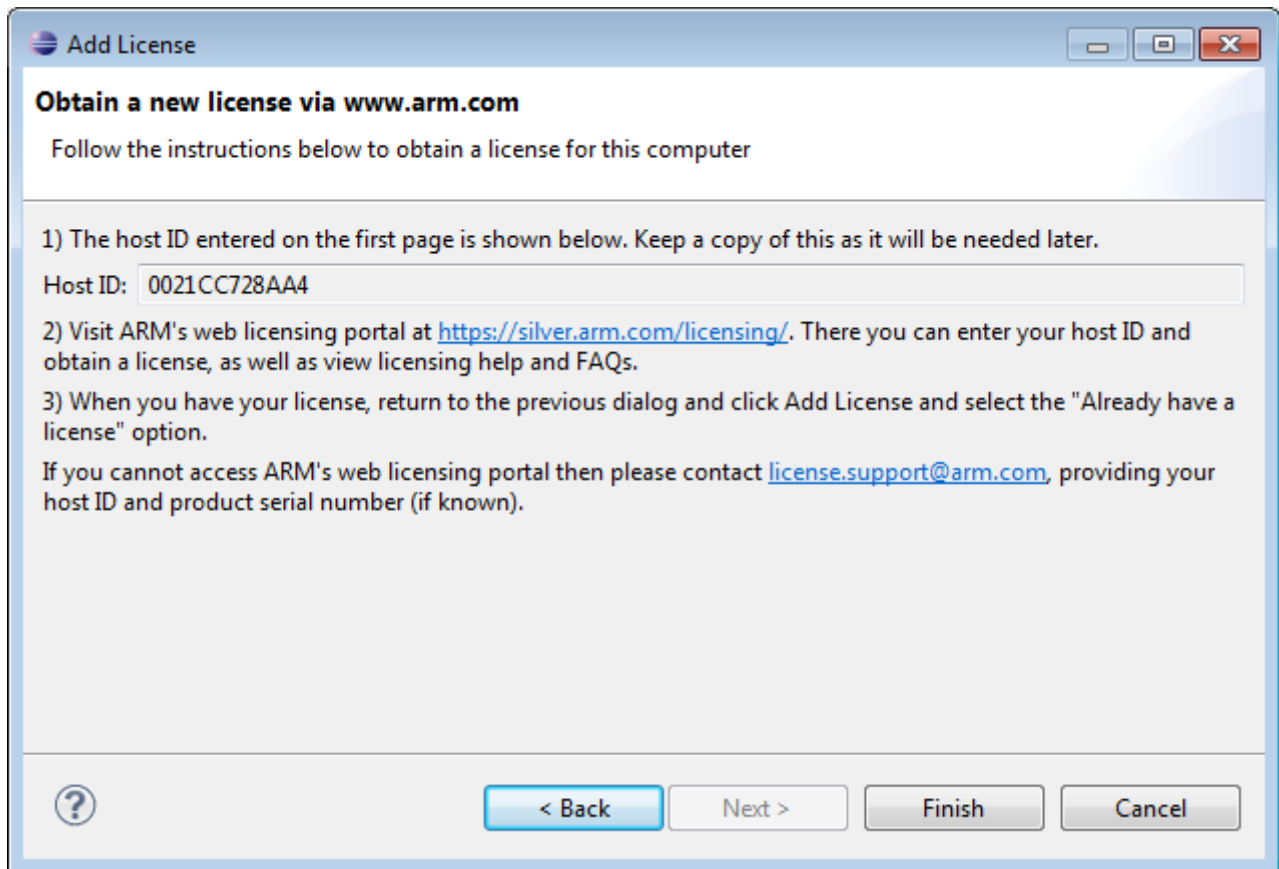 Add License
Obtain a new license via www.arm.com
Follow the instructions below to obtain a license for this computer
1) The host ID entered on the first page is shown below. Keep a copy of this as it will be needed later.
Host ID: 0021CC728AA4
2) Visit ARM's web licensing portal at https://silver.arm.com/licensing/. There you can enter your host ID and
obtain a license, as well as view licensing help and FAQs.
3) When you have your license, return to the previous dialog and click Add License and select the "Already have a
license" option.
If you cannot access ARM's web licensing portal then please contact license.support@arm.com, providing your
host ID and product serial number (if known).
? < Back Next > Finish Cancel